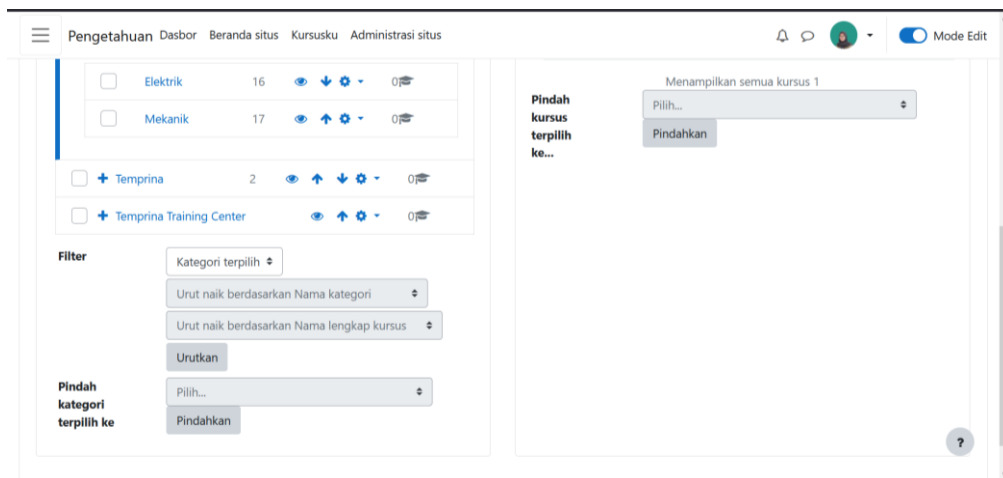 Pengetahuan Dasbor Beranda situs Kursusku Administrasi situs Mode Edit
Elektrik 16 0
Mekanik 17 0
Temprina 2 0
Temprina Training Center 0
Filter
Kategori terpilih
Urut naik berdasarkan Nama kategori
Urut naik berdasarkan Nama lengkap kursus
Urutkan
Pindah
kategori
terpilih ke
Pilih...
Pindahkan
Menampilkan semua kursus 1
Pindah
kursus
terpilih
ke...
Pilih...
Pindahkan
?